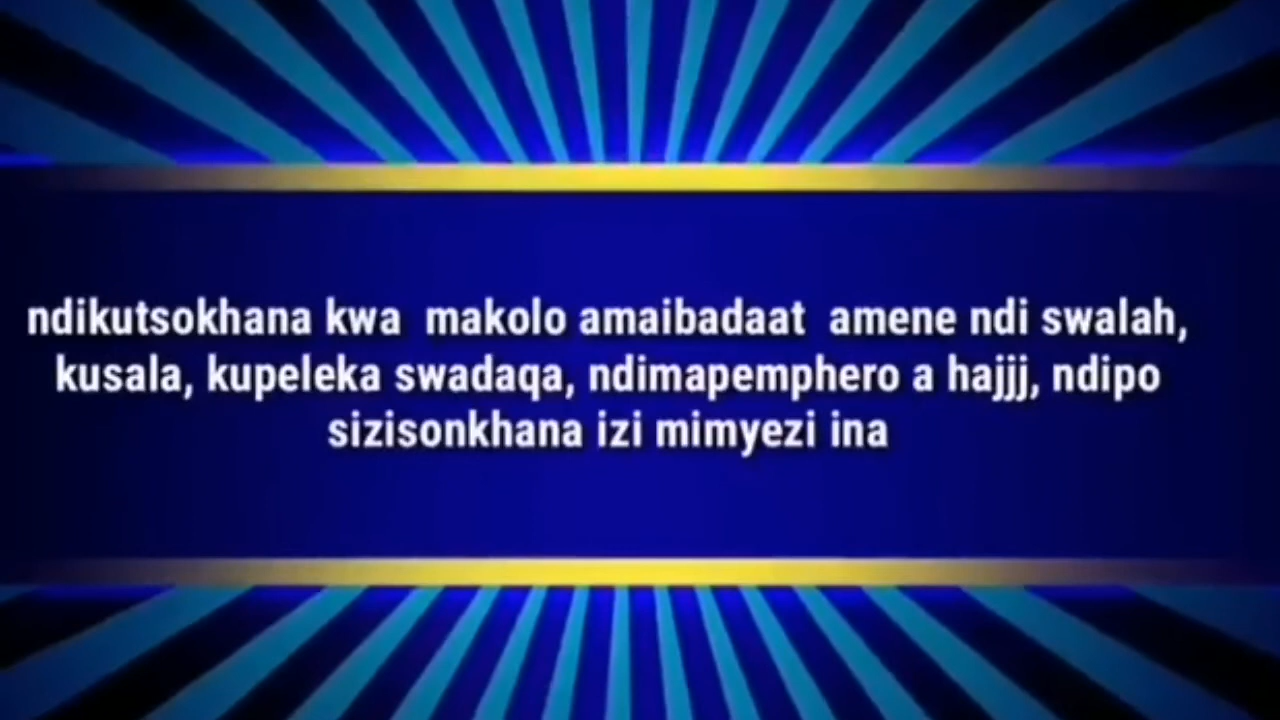 ndikutsokhana kwa makolo amaibadaat amene ndi swalah,
kusala, kupeleka swadaqa, ndimapemphero a hajjj, ndipo
sizisonkhana izi mimyezi ina